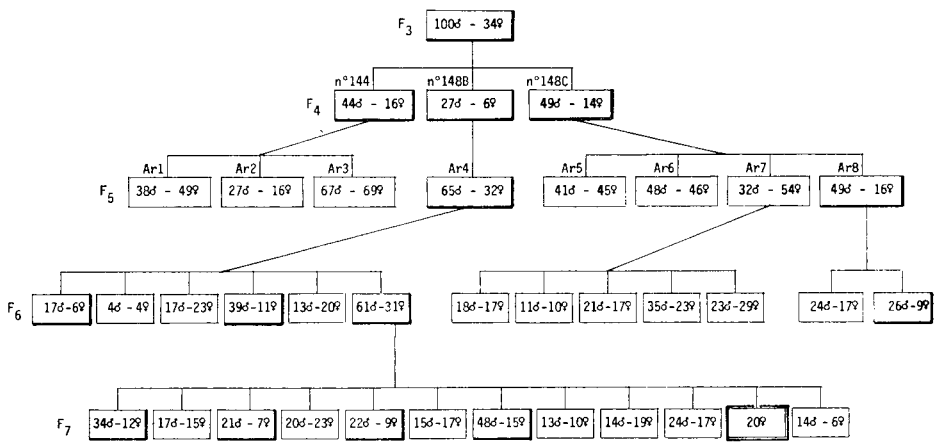 F3 100♂ - 34♀
n°144 n°148B n°148C
F4 44♂ - 16♀ 27♂ - 6♀ 49♂ - 14♀
Ar1 Ar2 Ar3 Ar4 Ar5 Ar6 Ar7 Ar8
F5 38♂ - 49♀ 27♂ - 16♀ 67♂ - 69♀ 65♂ - 32♀ 41♂ - 45♀ 48♂ - 46♀ 32♂ - 54♀ 49♂ - 16♀
F6 17♂-6♀ 4♂-4♀ 17♂-23♀ 39♂-11♀ 13♂-20♀ 61♂-31♀ 18♂-17♀ 11♂-10♀ 21♂-17♀ 35♂-23♀ 23♂-29♀ 24♂-17♀ 26♂-9♀
F7 34♂-12♀ 17♂-15♀ 21♂-7♀ 20♂-23♀ 22♂-9♀ 15♂-17♀ 48♂-15♀ 13♂-10♀ 14♂-19♀ 24♂-17♀ 20♀ 14♂-6♀